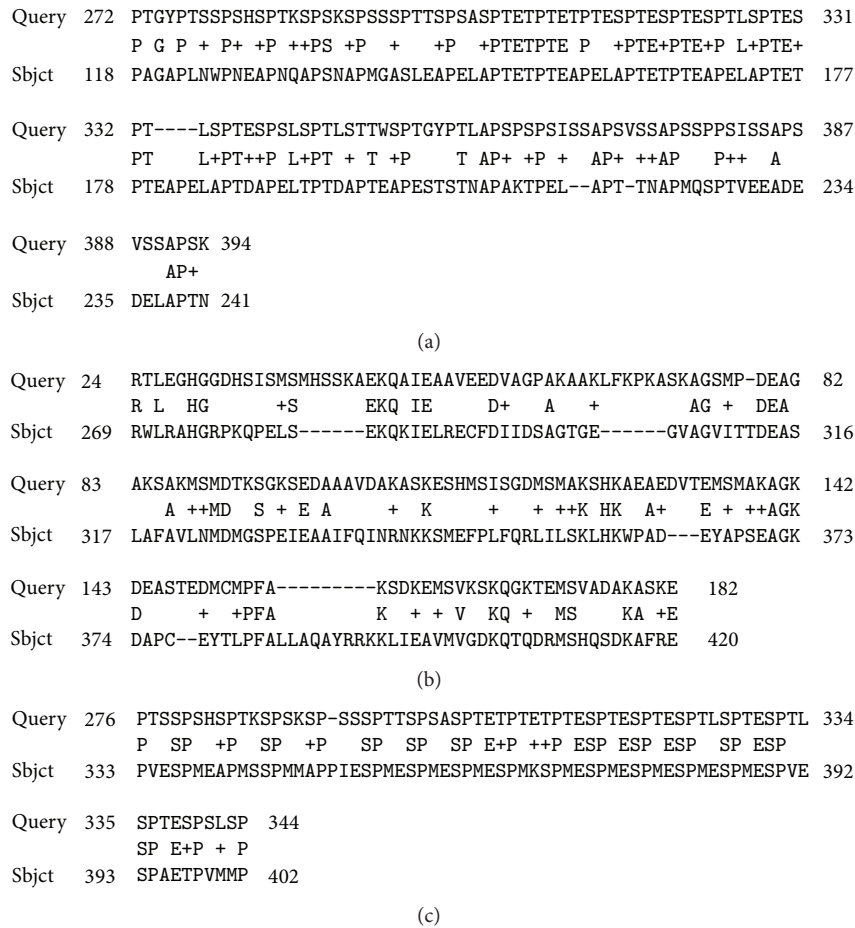 Query 272 PTGYPTSSPSHSPTKSPSKSPSSSPTTSPSASPTETPTETPTESPTESPTESPTLSPTES 331
P G P + P+ +P ++PS +P + +P +PTETPTE P +PTE+PTE+P L+PTE+
Sbjct 118 PAGAPLNWPNEAPNQAPSNAPMGASLEAPELAPTETPTEAPELAPTETPTEAPELAPTET 177
Query 332 PT----LSPTESPSLSPTLSTTWSPTGYPTLAPSPSPSISSAPSVSSAPSSPPSISSAPS 387
PT L+PT++P L+PT + T +P T AP+ +P + AP+ ++AP P++ A
Sbjct 178 PTEAPELAPTDAPELTPTDAPTEAPESTSTNAPAKTPEL--APT-TNAPMQSPTVEEADE 234
Query 388 VSSAPSK 394
AP+
Sbjct 235 DELAPTN 241
(a)
Query 24 RTLEGHGGDHSISMSMHSSKAEKQAIEAAVEEDVAGPAKAAKLFKPKASKAGSMP-DEAG 82
R L HG +S EKQ IE D+ A + AG + DEA
Sbjct 269 RWLRAHGRPKQPELS------EKQKIELRECFDIIDSAGTGE------GVAGVITTDEAS 316
Query 83 AKSAKMSMDTKSGKSEDAAAVDAKASKESHMSISGDMSMAKSHKAEAEDVTEMSMAKAGK 142
A ++MD S + E A + K + + ++K HK A+ E + ++AGK
Sbjct 317 LAFAVLNMDMGSPEIEAAIFQINRNKKSMEFPLFQRLILSKLHKWPAD---EYAPSEAGK 373
Query 143 DEASTEDMCMPFA---------KSDKEMSVKSKQGKTEMSVADAKASKE 182
D + +PFA K + + V KQ + MS KA +E
Sbjct 374 DAPC--EYTLPFALLAQAYRRKKLIEAVMVGDKQTQDRMSHQSDKAFRE 420
(b)
Query 276 PTSSPSHSPTKSPSKSP-SSSPTTSPSASPTETPTETPTESPTESPTESPTLSPTESPTL 334
P SP +P SP +P SP SP SP E+P ++P ESP ESP ESP SP ESP
Sbjct 333 PVESPMEAPMSSPMMAPPIESPMESPMESPMESPMKSPMESPMESPMESPMESPMESPVE 392
Query 335 SPTESPSLSP 344
SP E+P + P
Sbjct 393 SPAETPVMMP 402
(c)